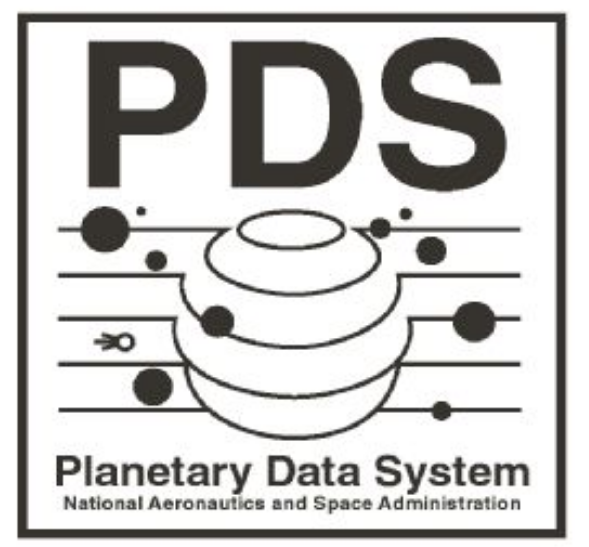 PDS
Planetary Data System
National Aeronautics and Space Administration